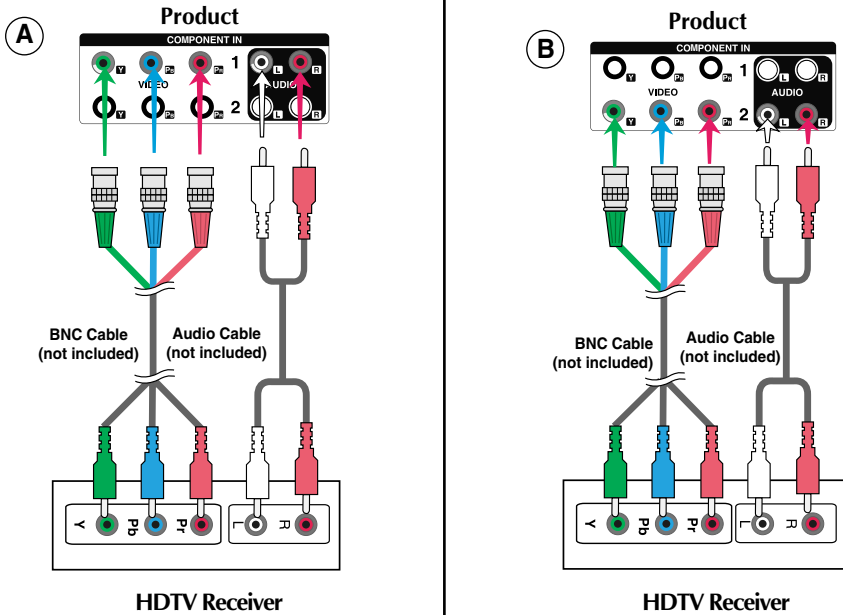 A
Product
COMPONENT IN
Y PB PR 1 L R
VIDEO AUDIO
Y PB PR 2 L R
BNC Cable
(not included)
Audio Cable
(not included)
Y Pb Pr L R
HDTV Receiver
B
Product
COMPONENT IN
Y PB PR 1 L R
VIDEO AUDIO
Y PB PR 2 L R
BNC Cable
(not included)
Audio Cable
(not included)
Y Pb Pr L R
HDTV Receiver